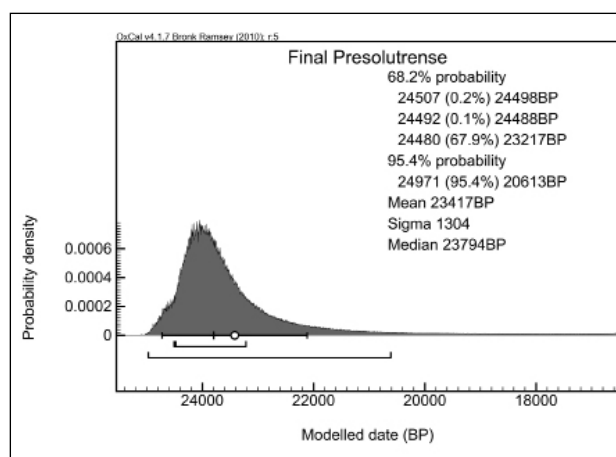 OxCal v4.1.7 Bronk Ramsey (2010); r:5
Final Presolutrense
68.2% probability
24507 (0.2%) 24498BP
24492 (0.1%) 24488BP
24480 (67.9%) 23217BP
95.4% probability
24971 (95.4%) 20613BP
Mean 23417BP
Sigma 1304
Median 23794BP
Probability density
0.0006
0.0004
0.0002
0
24000 22000 20000 18000
Modelled date (BP)